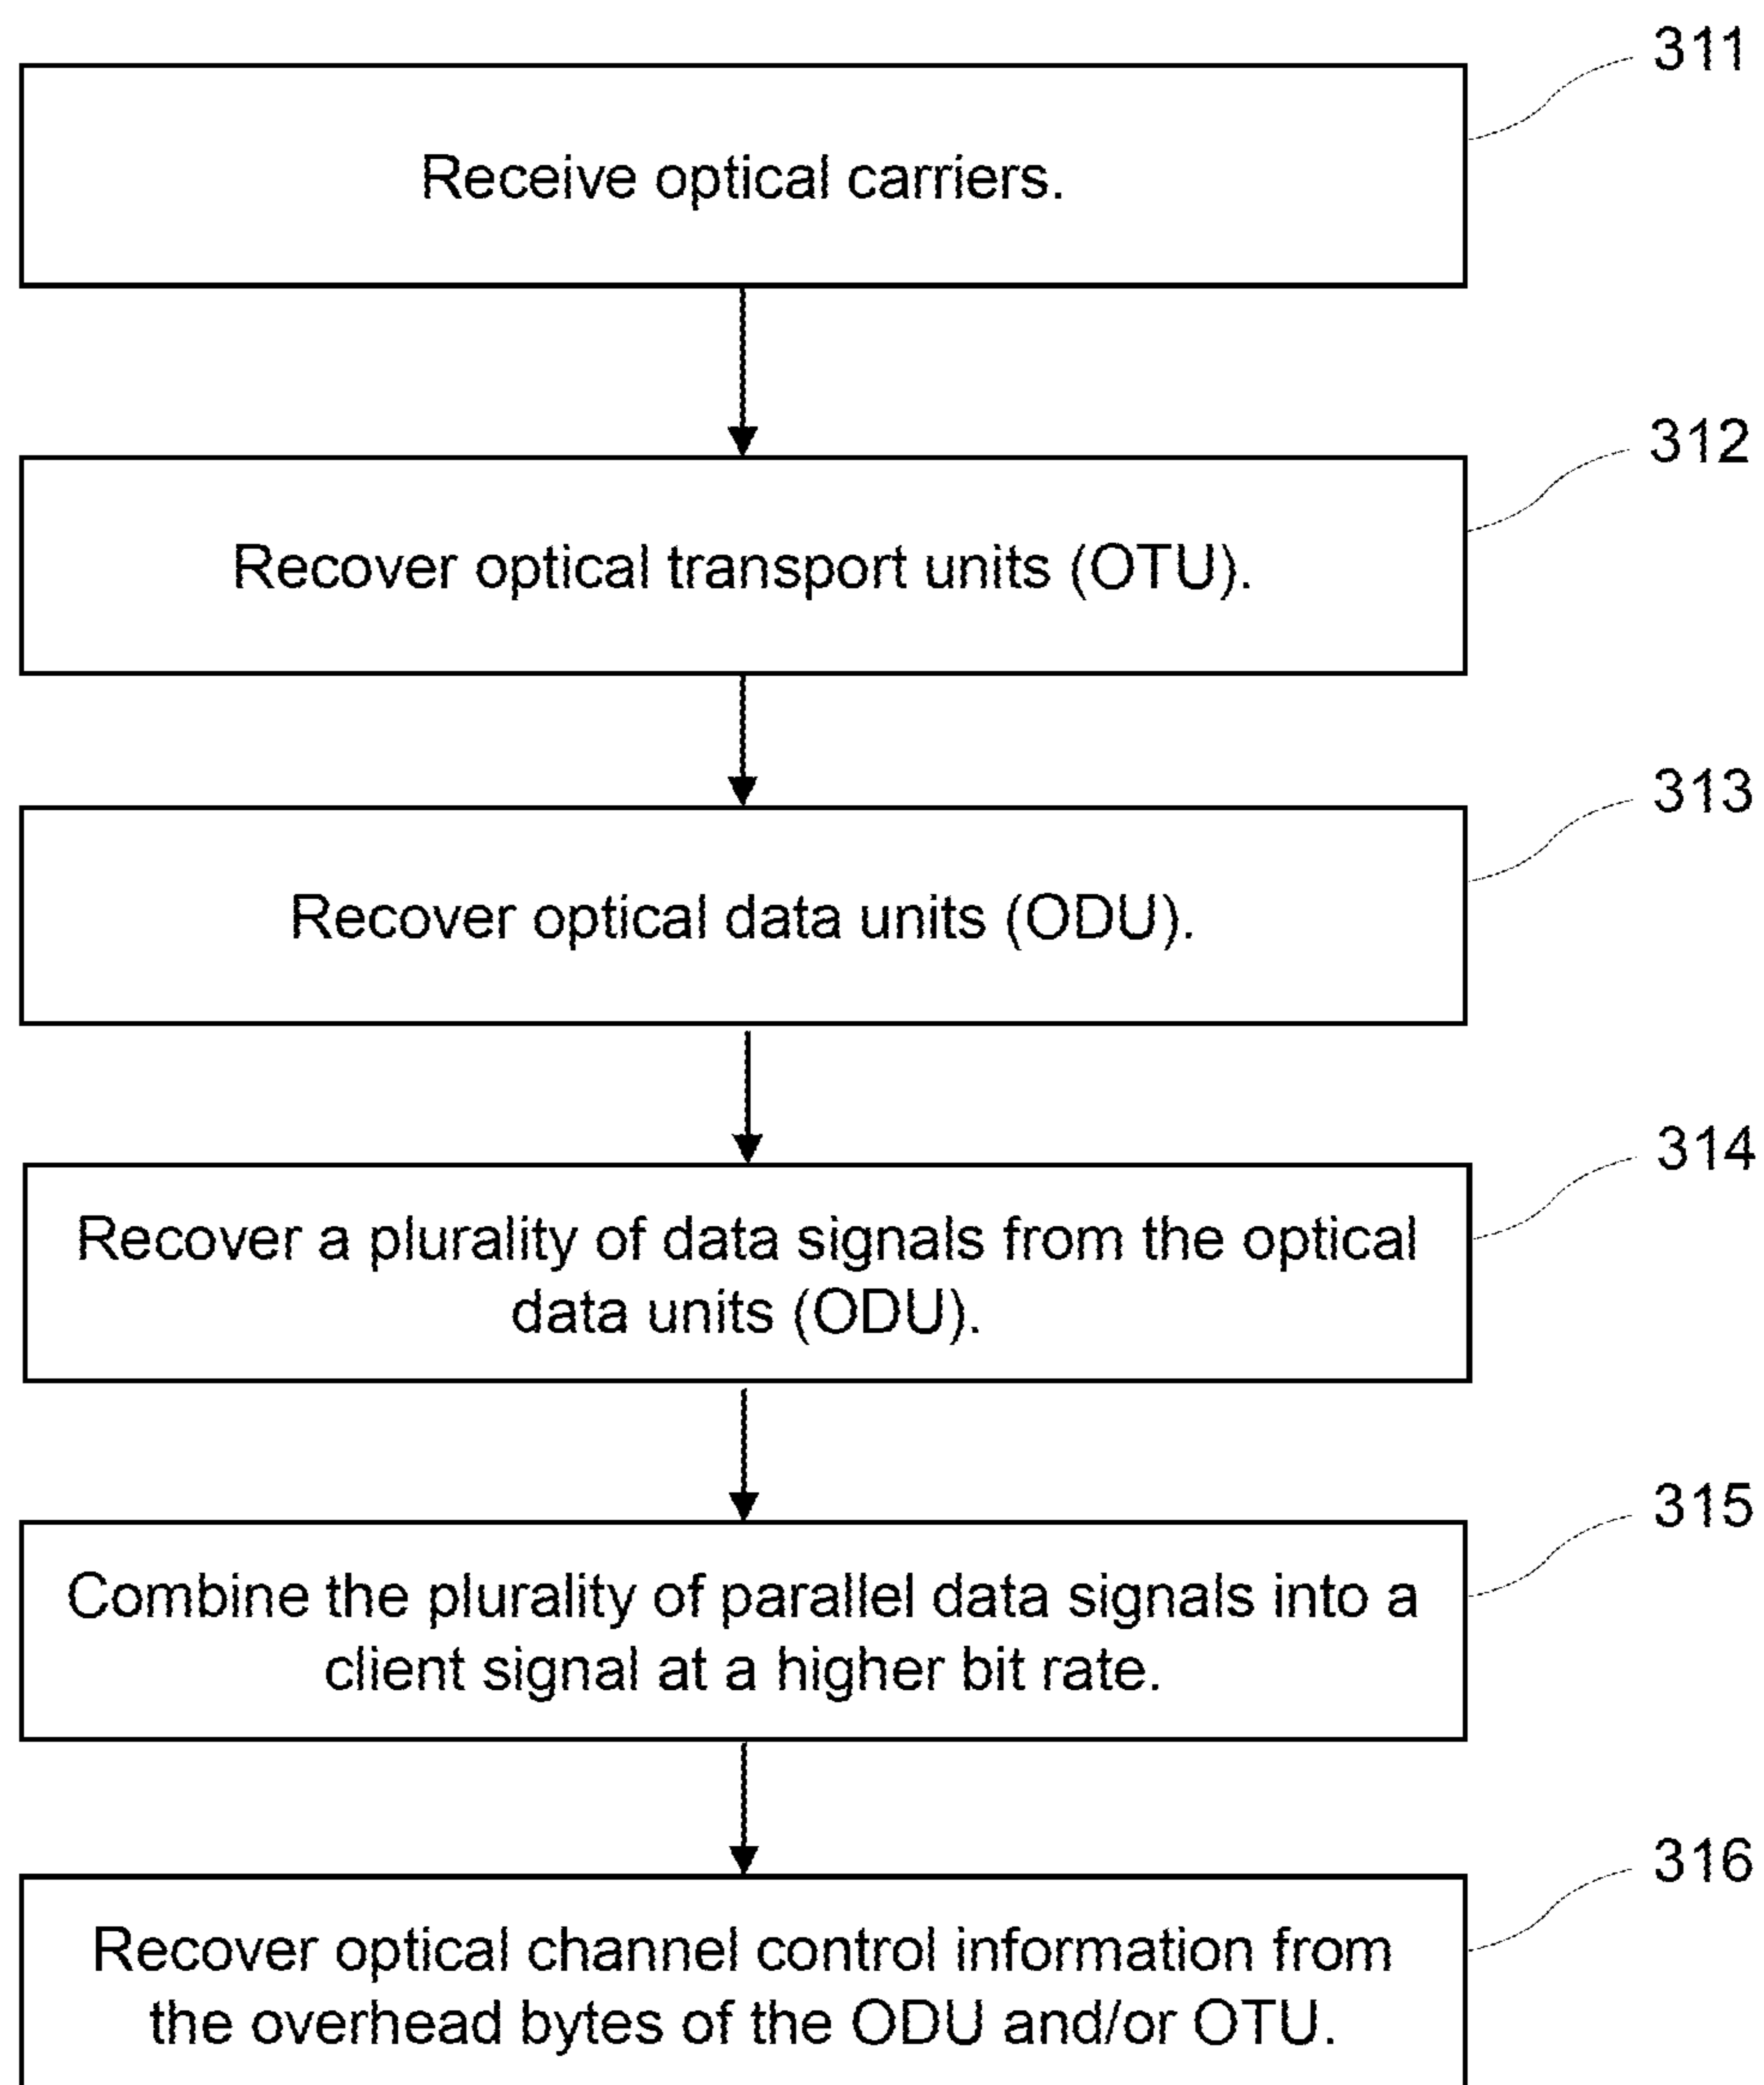 311
Receive optical carriers.
312
Recover optical transport units (OTU).
313
Recover optical data units (ODU).
314
Recover a plurality of data signals from the optical
data units (ODU).
315
Combine the plurality of parallel data signals into a
client signal at a higher bit rate.
316
Recover optical channel control information from
the overhead bytes of the ODU and/or OTU.